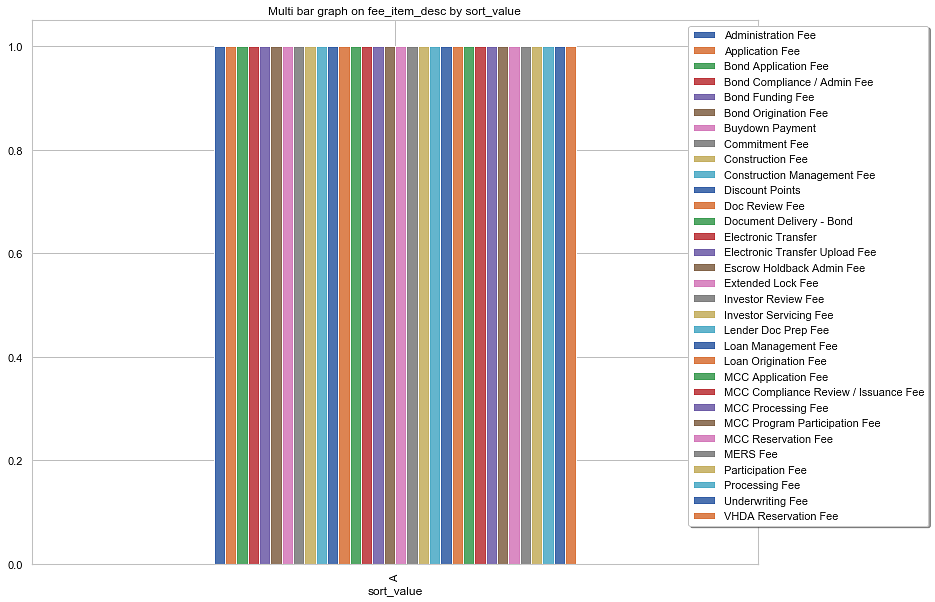 Multi bar graph on fee_item_desc by sort_value
1.0
0.8
0.6
0.4
0.2
0.0
A
sort_value
Administration Fee
Application Fee
Bond Application Fee
Bond Compliance / Admin Fee
Bond Funding Fee
Bond Origination Fee
Buydown Payment
Commitment Fee
Construction Fee
Construction Management Fee
Discount Points
Doc Review Fee
Document Delivery - Bond
Electronic Transfer
Electronic Transfer Upload Fee
Escrow Holdback Admin Fee
Extended Lock Fee
Investor Review Fee
Investor Servicing Fee
Lender Doc Prep Fee
Loan Management Fee
Loan Origination Fee
MCC Application Fee
MCC Compliance Review / Issuance Fee
MCC Processing Fee
MCC Program Participation Fee
MCC Reservation Fee
MERS Fee
Participation Fee
Processing Fee
Underwriting Fee
VHDA Reservation Fee